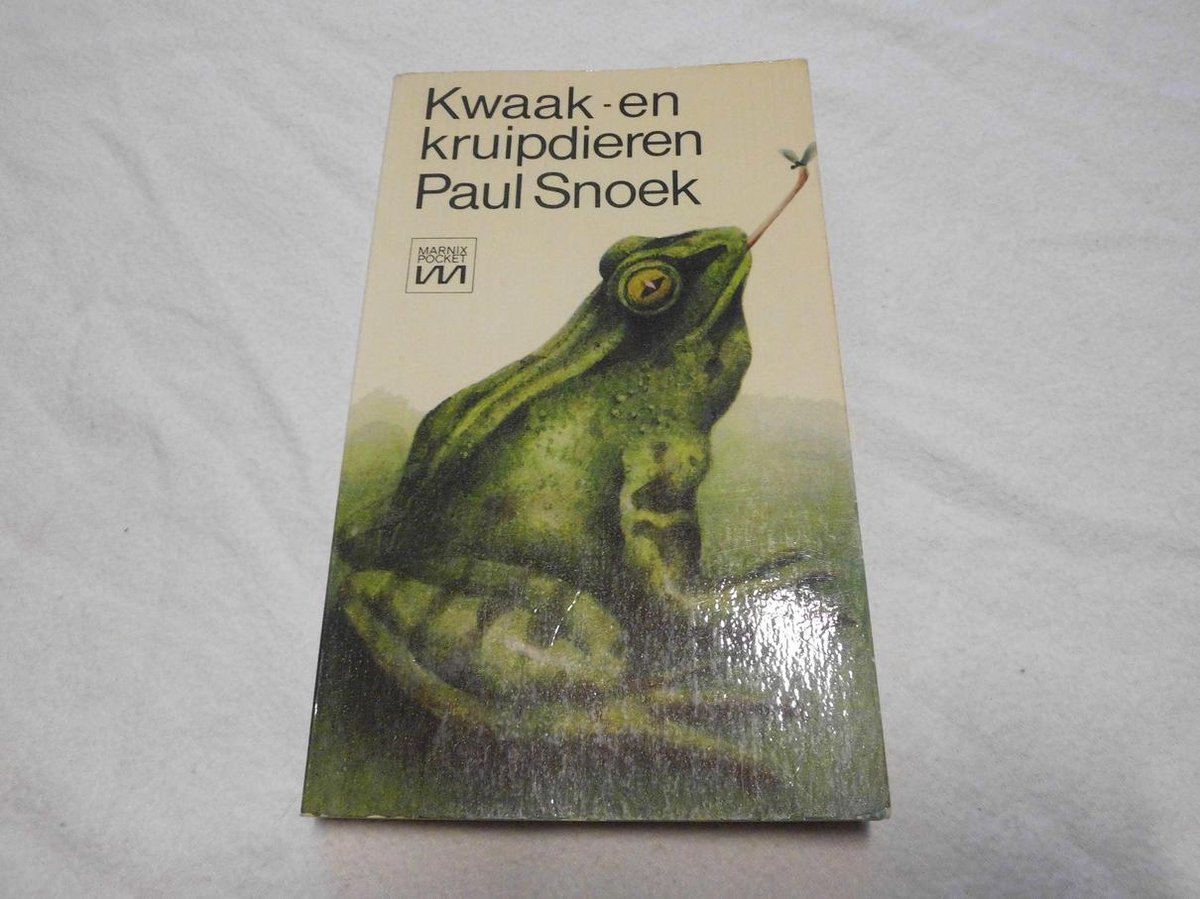 Kwaak-en
kruipdieren
Paul Snoek
MARNIX
POCKET